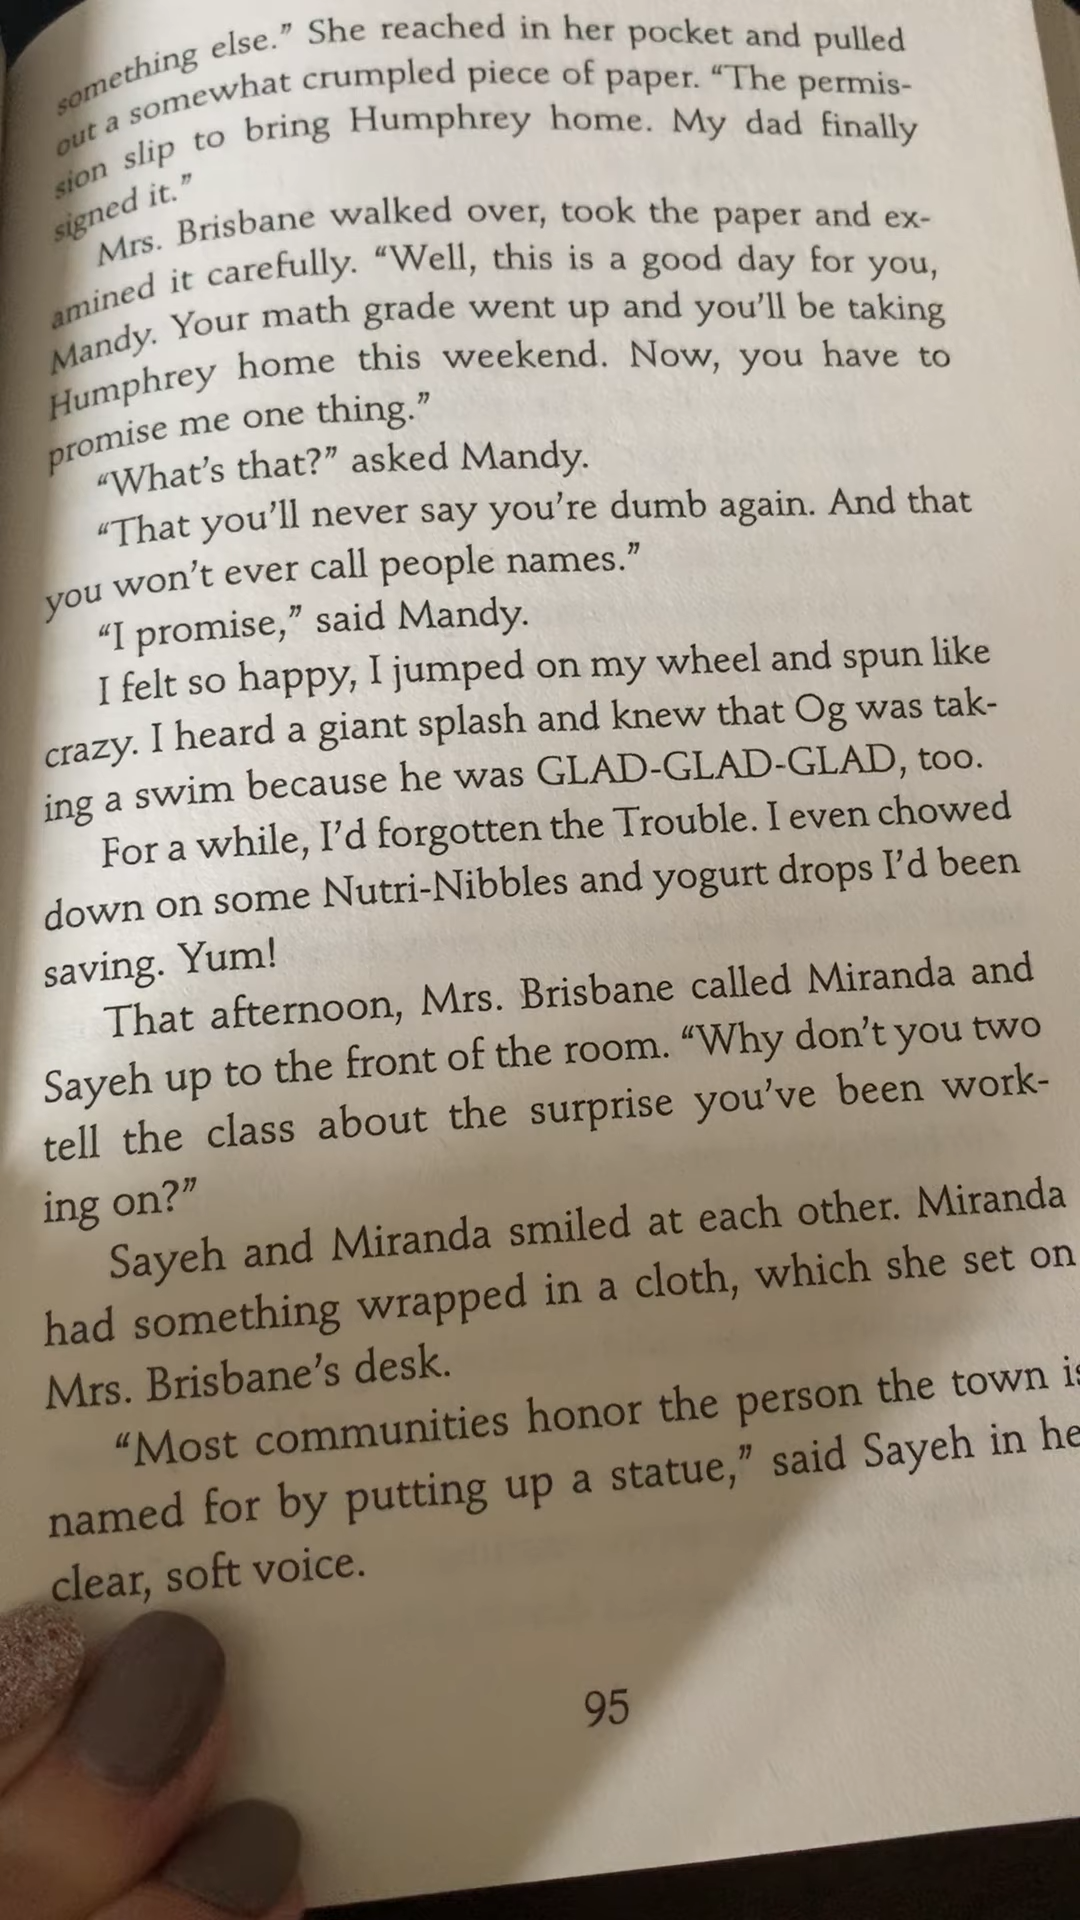 something else.” She reached in her pocket and pulled
out a somewhat crumpled piece of paper. “The permis-
sion slip to bring Humphrey home. My dad finally
signed it.”
Mrs. Brisbane walked over, took the paper and ex-
amined it carefully. “Well, this is a good day for you,
Mandy. Your math grade went up and you’ll be taking
Humphrey home this weekend. Now, you have to
promise me one thing.”
“What’s that?” asked Mandy.
“That you’ll never say you’re dumb again. And that
you won’t ever call people names.”
“I promise,” said Mandy.
I felt so happy, I jumped on my wheel and spun like
crazy. I heard a giant splash and knew that Og was tak-
ing a swim because he was GLAD-GLAD-GLAD, too.
For a while, I’d forgotten the Trouble. I even chowed
down on some Nutri-Nibbles and yogurt drops I’d been
saving. Yum!
That afternoon, Mrs. Brisbane called Miranda and
Sayeh up to the front of the room. “Why don’t you two
tell the class about the surprise you’ve been work-
ing on?”
Sayeh and Miranda smiled at each other. Miranda
had something wrapped in a cloth, which she set on
Mrs. Brisbane’s desk.
“Most communities honor the person the town is
named for by putting up a statue,” said Sayeh in he
clear, soft voice.
95